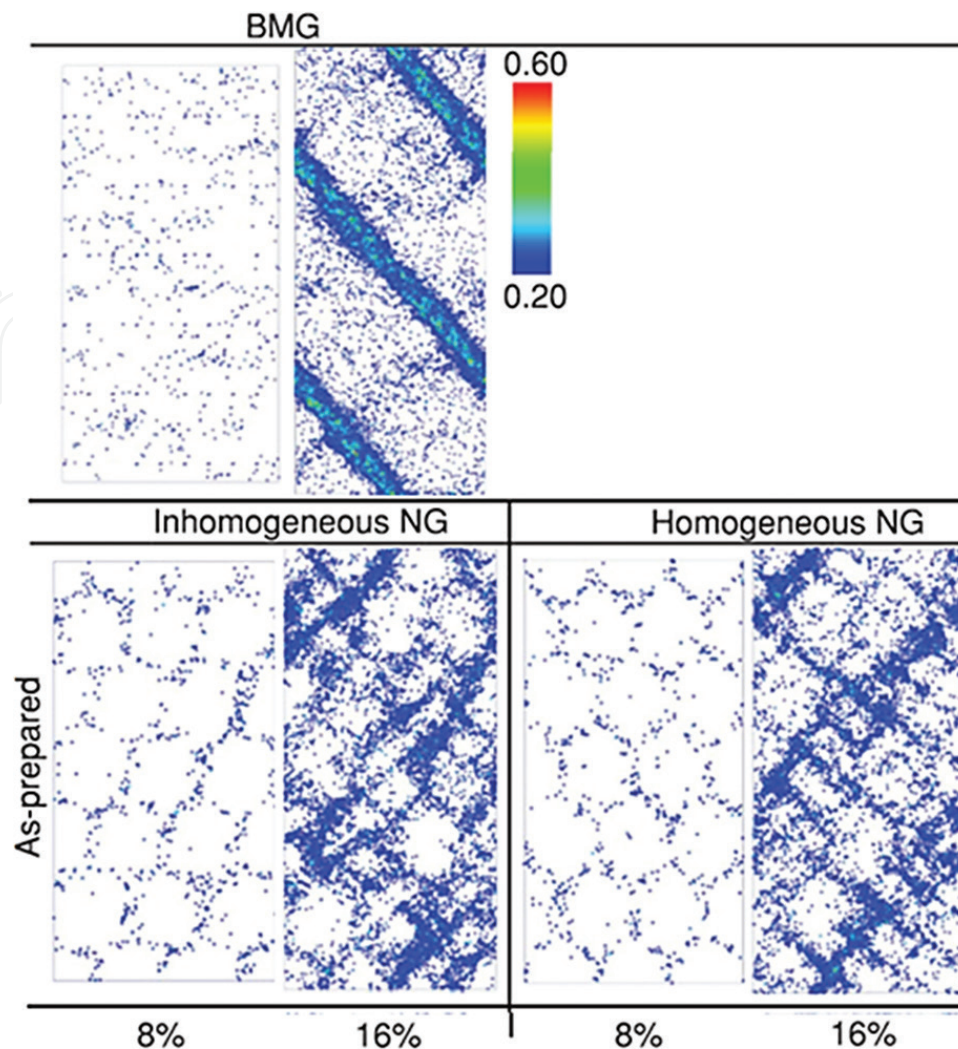 BMG
0.60
0.20
Inhomogeneous NG
Homogeneous NG
As-prepared
8%
16%
8%
16%